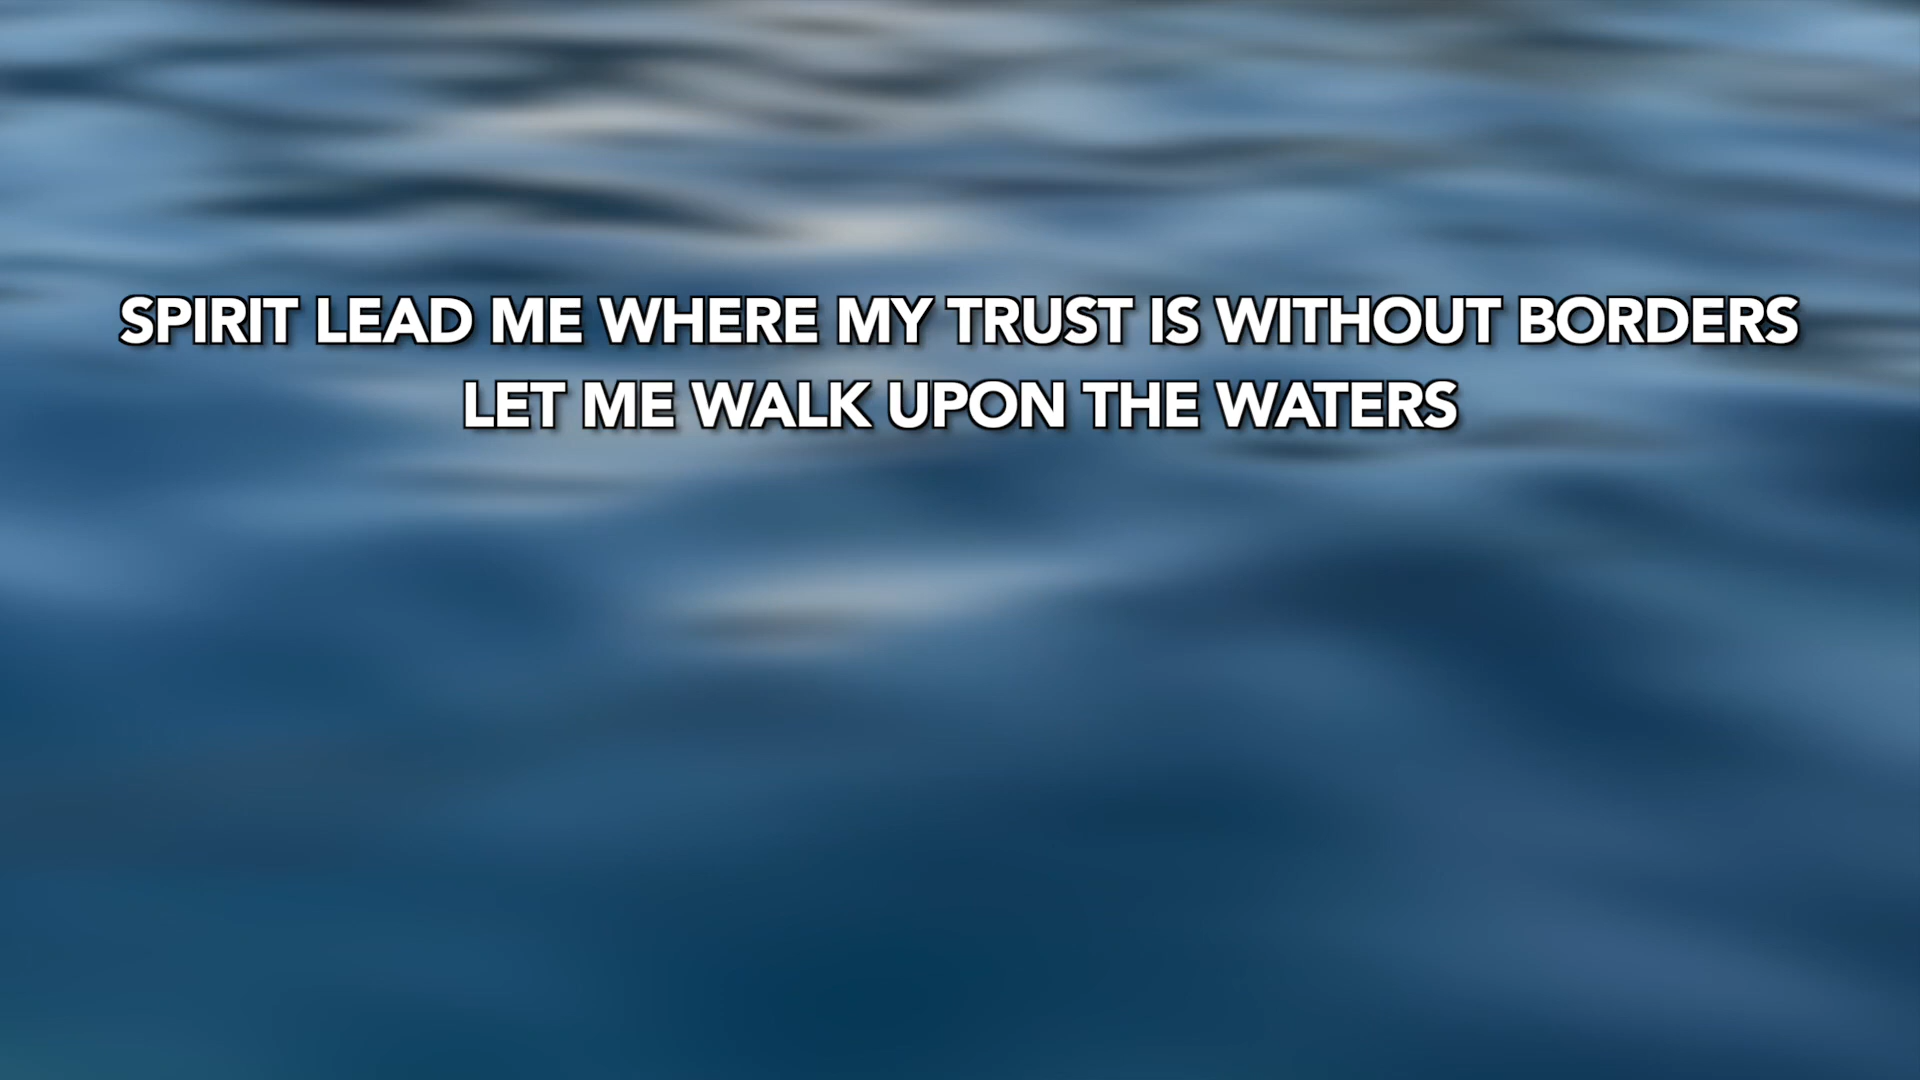 SPIRIT LEAD ME WHERE MY TRUST IS WITHOUT BORDERS
LET ME WALK UPON THE WATERS